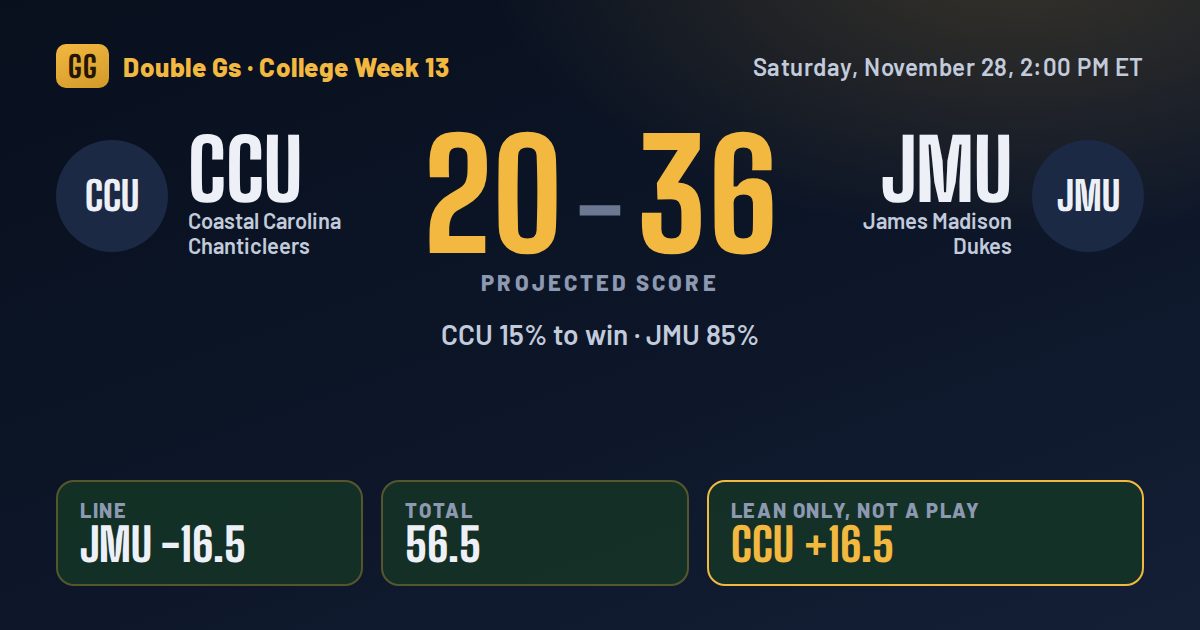 GG Double Gs · College Week 13
Saturday, November 28, 2:00 PM ET
CCU
CCU
Coastal Carolina
Chanticleers
20 – 36
PROJECTED SCORE
CCU 15% to win · JMU 85%
JMU
James Madison
Dukes
JMU
LINE
JMU −16.5
TOTAL
56.5
LEAN ONLY, NOT A PLAY
CCU +16.5